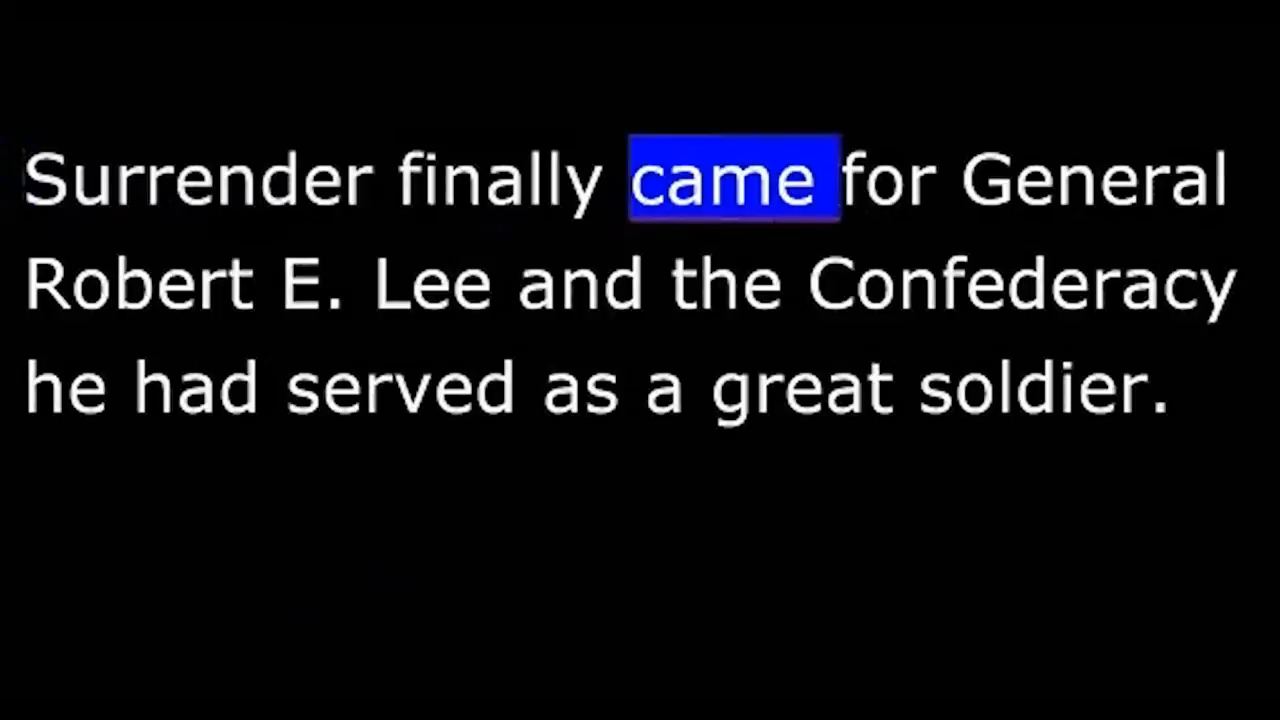 Surrender finally came for General
Robert E. Lee and the Confederacy
he had served as a great soldier.